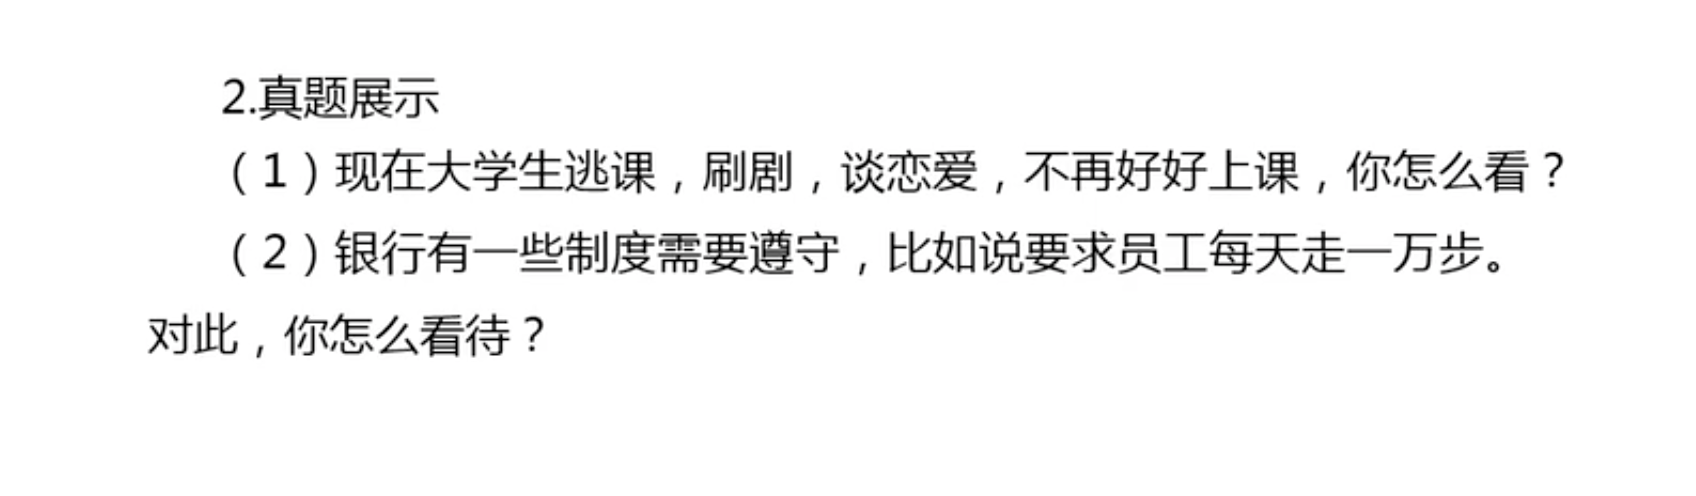 2.真题展示
（1）现在大学生逃课，刷剧，谈恋爱，不再好好上课，你怎么看？
（2）银行有一些制度需要遵守，比如说要求员工每天走一万步。
对此，你怎么看待？